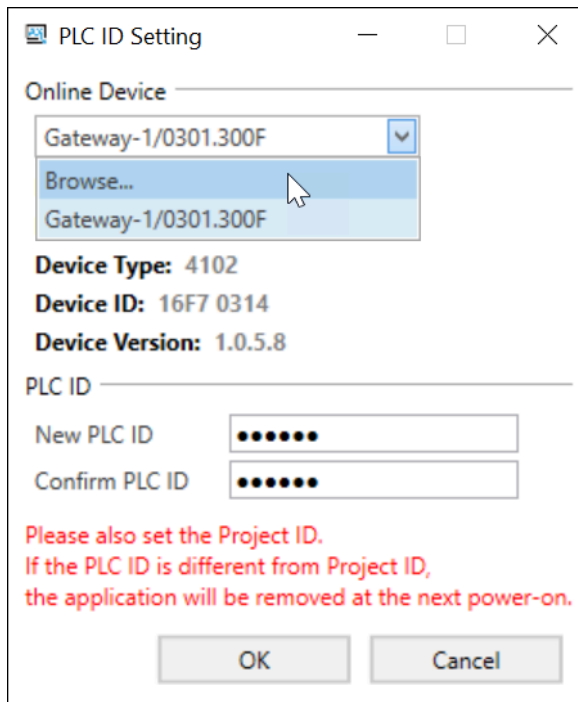 PLC ID Setting
Online Device
Gateway-1/0301.300F
Browse...
Gateway-1/0301.300F
Device Type: 4102
Device ID: 16F7 0314
Device Version: 1.0.5.8
PLC ID
New PLC ID ●●●●●●
Confirm PLC ID ●●●●●●
Please also set the Project ID.
If the PLC ID is different from Project ID,
the application will be removed at the next power-on.
OK Cancel